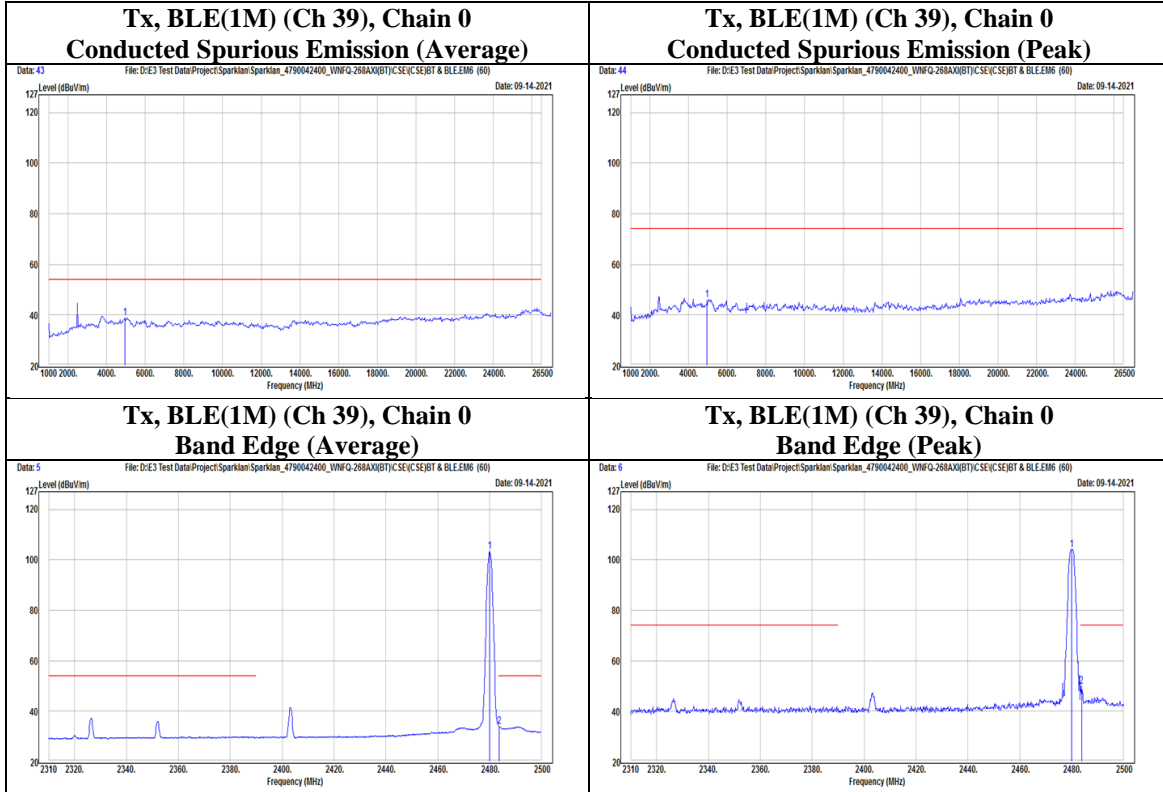 Tx, BLE(1M) (Ch 39), Chain 0
Conducted Spurious Emission (Average)
Data: 43 File: D:\E3 Test Data\Project\Sparklan\Sparklan_4790042400_WNFQ-268AXI(BT)\CSE\(CSE)BT & BLE.EM6 (60)
127 Level (dBuV/m) Date: 09-14-2021
120
100
80
60
40
20
1
1000 2000. 4000. 6000. 8000. 10000. 12000. 14000. 16000. 18000. 20000. 22000. 24000. 26500
Frequency (MHz)
Tx, BLE(1M) (Ch 39), Chain 0
Conducted Spurious Emission (Peak)
Data: 44 File: D:\E3 Test Data\Project\Sparklan\Sparklan_4790042400_WNFQ-268AXI(BT)\CSE\(CSE)BT & BLE.EM6 (60)
127 Level (dBuV/m) Date: 09-14-2021
120
100
80
60
40
20
1
1000 2000. 4000. 6000. 8000. 10000. 12000. 14000. 16000. 18000. 20000. 22000. 24000. 26500
Frequency (MHz)
Tx, BLE(1M) (Ch 39), Chain 0
Band Edge (Average)
Data: 5 File: D:\E3 Test Data\Project\Sparklan\Sparklan_4790042400_WNFQ-268AXI(BT)\CSE\(CSE)BT & BLE.EM6 (60)
127 Level (dBuV/m) Date: 09-14-2021
120
100
80
60
40
20
1
2
2310 2320. 2340. 2360. 2380. 2400. 2420. 2440. 2460. 2480. 2500
Frequency (MHz)
Tx, BLE(1M) (Ch 39), Chain 0
Band Edge (Peak)
Data: 6 File: D:\E3 Test Data\Project\Sparklan\Sparklan_4790042400_WNFQ-268AXI(BT)\CSE\(CSE)BT & BLE.EM6 (60)
127 Level (dBuV/m) Date: 09-14-2021
120
100
80
60
40
20
1
2
2310 2320. 2340. 2360. 2380. 2400. 2420. 2440. 2460. 2480. 2500
Frequency (MHz)